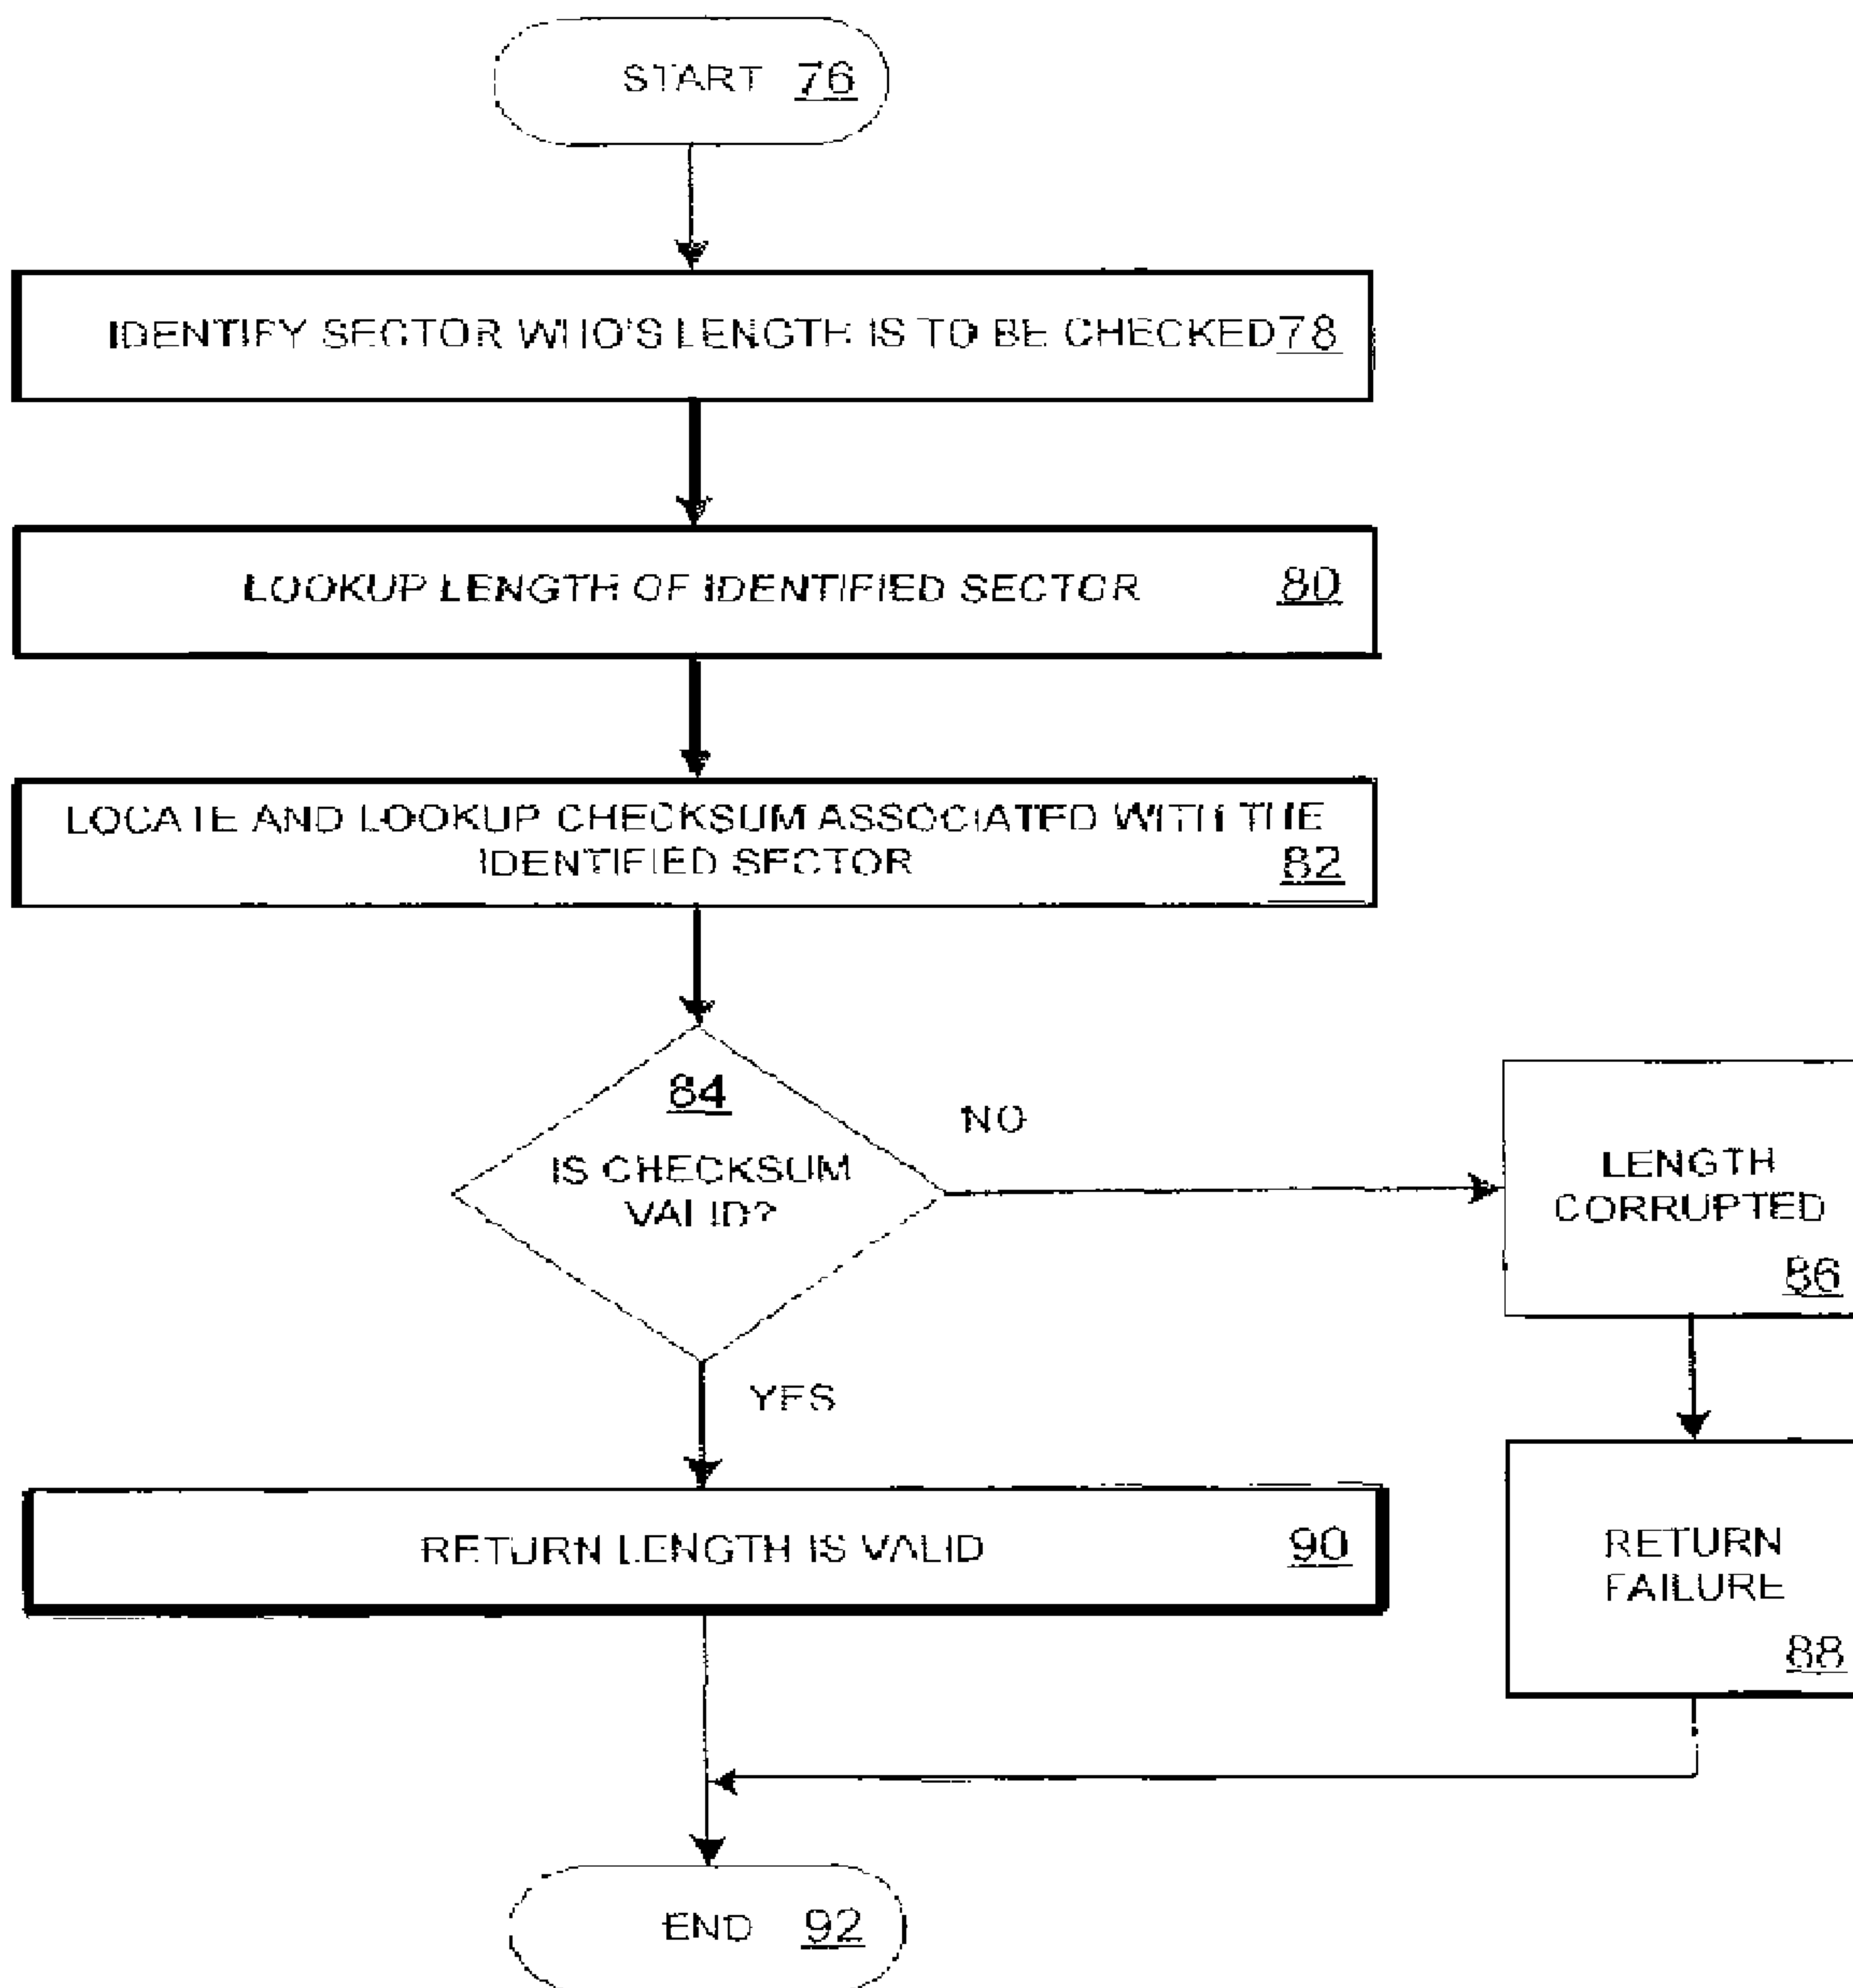 START 76
IDENTIFY SECTOR WHO'S LENGTH IS TO BE CHECKED 78
LOOKUP LENGTH OF IDENTIFIED SECTOR 80
LOCATE AND LOOKUP CHECKSUM ASSOCIATED WITH THE
IDENTIFIED SECTOR 82
84
IS CHECKSUM
VALID?
NO
LENGTH
CORRUPTED
86
YES
RETURN LENGTH IS VALID 90
RETURN
FAILURE
88
END 92